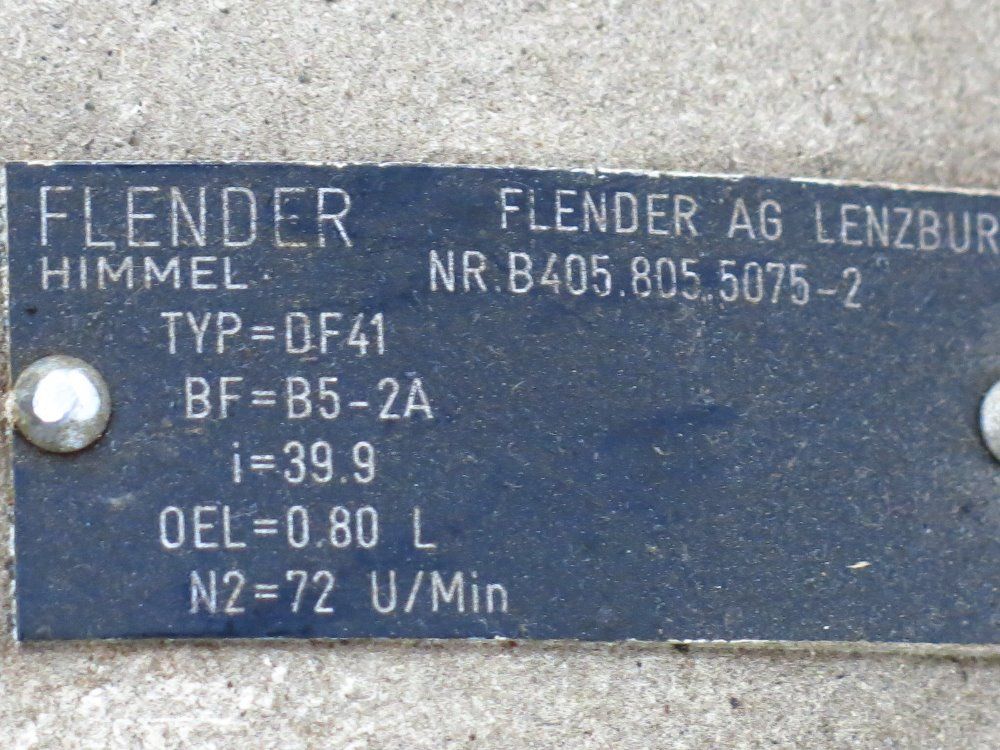 FLENDER FLENDER AG LENZBUR
HIMMEL NR.B405.805.5075-2
TYP=DF41
BF=B5-2A
i=39.9
OEL=0.80 L
N2=72 U/Min